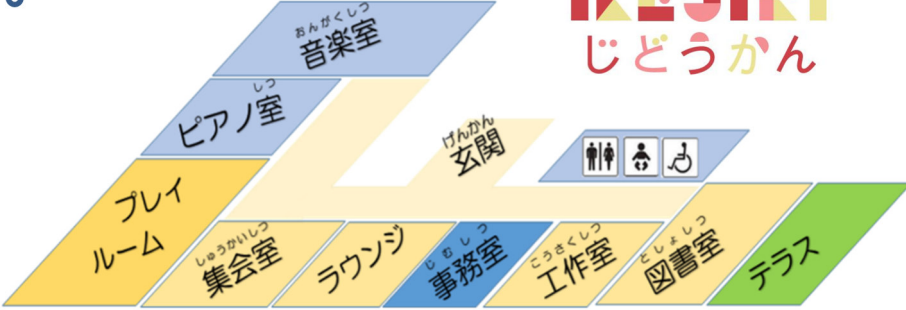 じどうかん
おんがくしつ
音楽室
しつ
ピアノ室
げんかん
玄関
プレイ
ルーム
しゅうかいしつ
集会室
ラウンジ
じむしつ
事務室
こうさくしつ
工作室
としょしつ
図書室
テラス